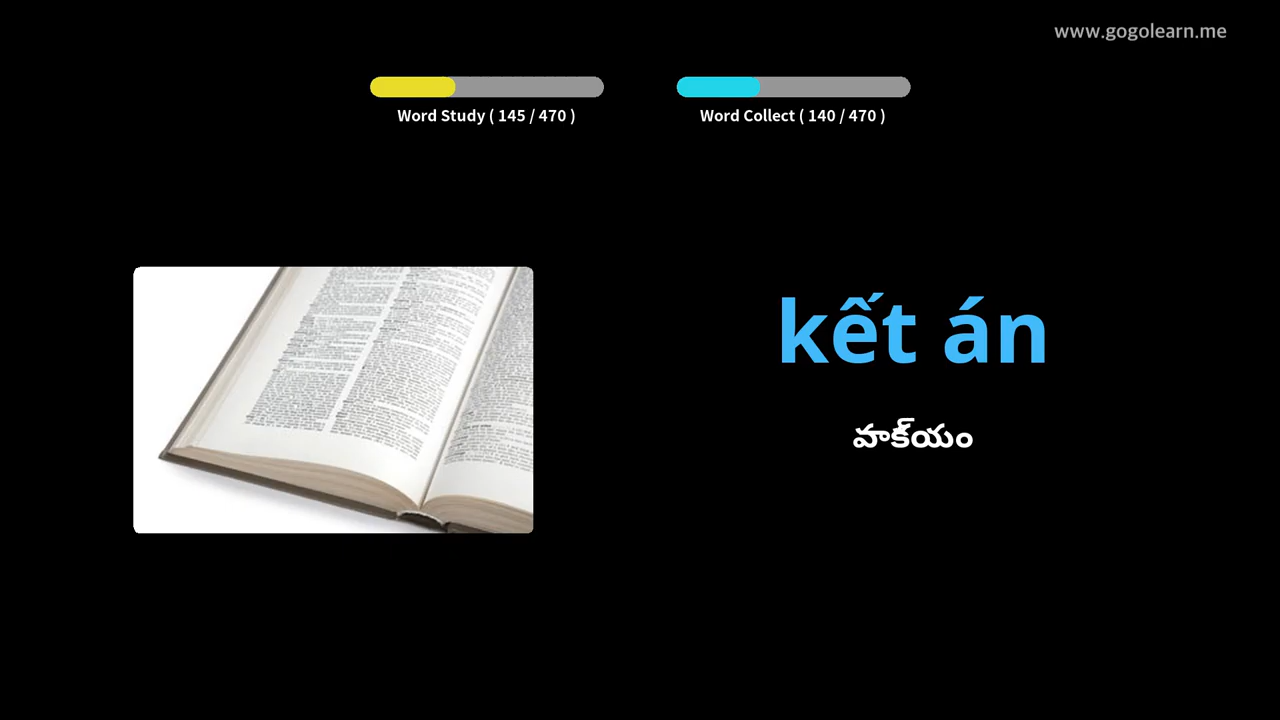 www.gogolearn.me
Word Study ( 145 / 470 )
Word Collect ( 140 / 470 )
kết án
వాక్యం